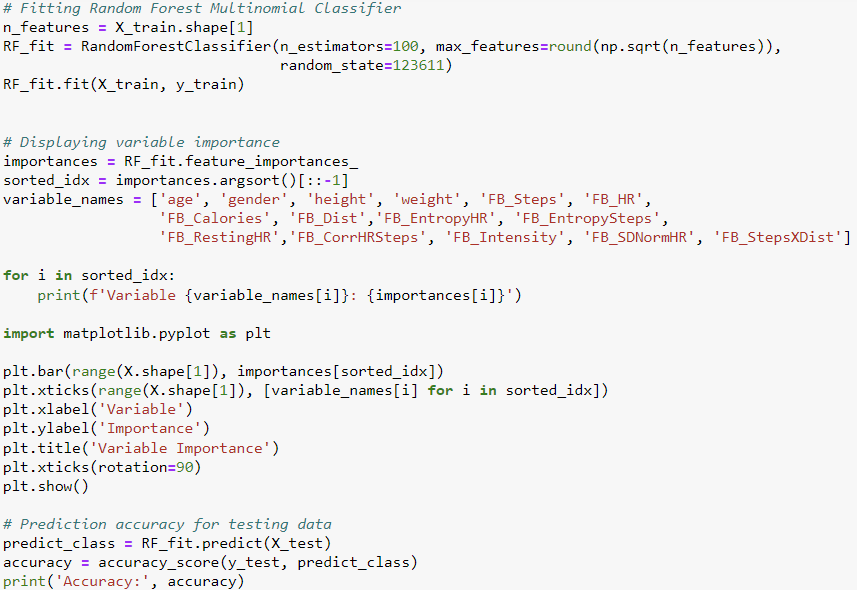 # Fitting Random Forest Multinomial Classifier
n_features = X_train.shape[1]
RF_fit = RandomForestClassifier(n_estimators=100, max_features=round(np.sqrt(n_features)),
                                random_state=123611)
RF_fit.fit(X_train, y_train)


# Displaying variable importance
importances = RF_fit.feature_importances_
sorted_idx = importances.argsort()[::-1]
variable_names = ['age', 'gender', 'height', 'weight', 'FB_Steps', 'FB_HR',
                  'FB_Calories', 'FB_Dist','FB_EntropyHR', 'FB_EntropySteps',
                  'FB_RestingHR','FB_CorrHRSteps', 'FB_Intensity', 'FB_SDNormHR', 'FB_StepsXDist']

for i in sorted_idx:
    print(f'Variable {variable_names[i]}: {importances[i]}')

import matplotlib.pyplot as plt

plt.bar(range(X.shape[1]), importances[sorted_idx])
plt.xticks(range(X.shape[1]), [variable_names[i] for i in sorted_idx])
plt.xlabel('Variable')
plt.ylabel('Importance')
plt.title('Variable Importance')
plt.xticks(rotation=90)
plt.show()

# Prediction accuracy for testing data
predict_class = RF_fit.predict(X_test)
accuracy = accuracy_score(y_test, predict_class)
print('Accuracy:', accuracy)